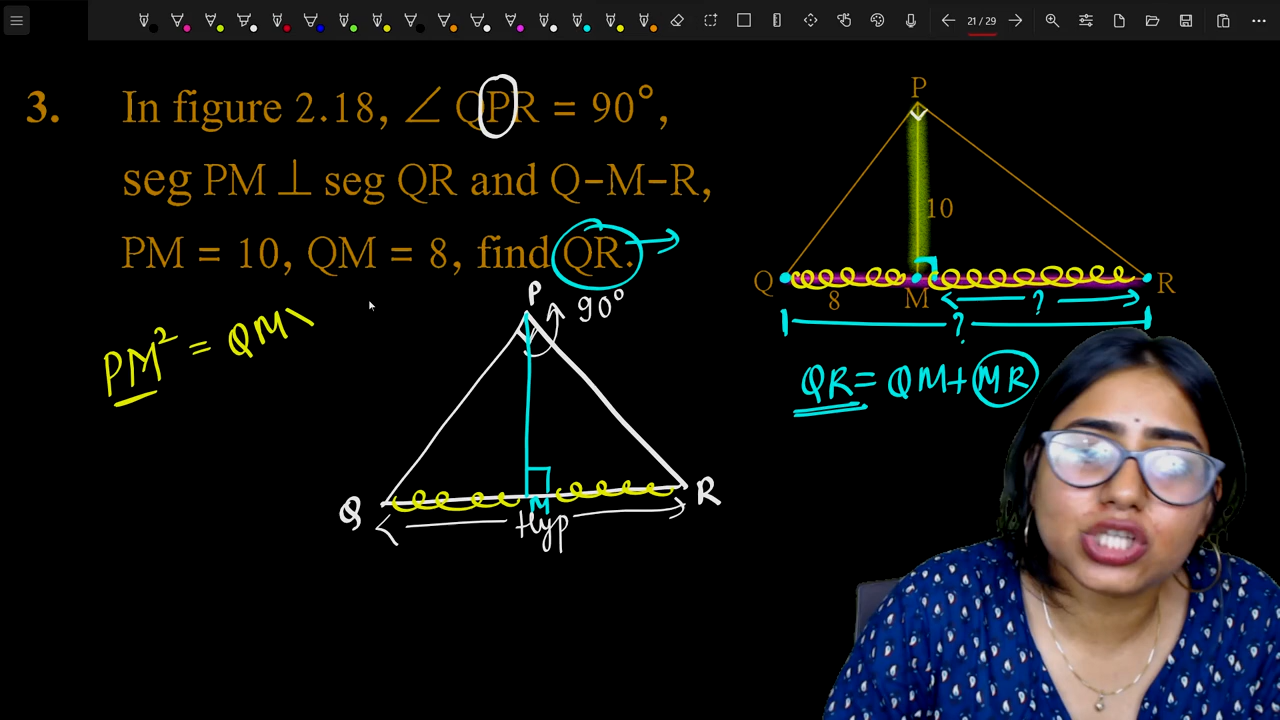 21 / 29
3. In figure 2.18, ∠ QPR = 90°,
seg PM ⊥ seg QR and Q-M-R,
PM = 10, QM = 8, find QR.
P
10
Q
8
M
R
?
?
QR = QM + MR
PM² = QM ×
P
90°
Q
M
R
Hyp